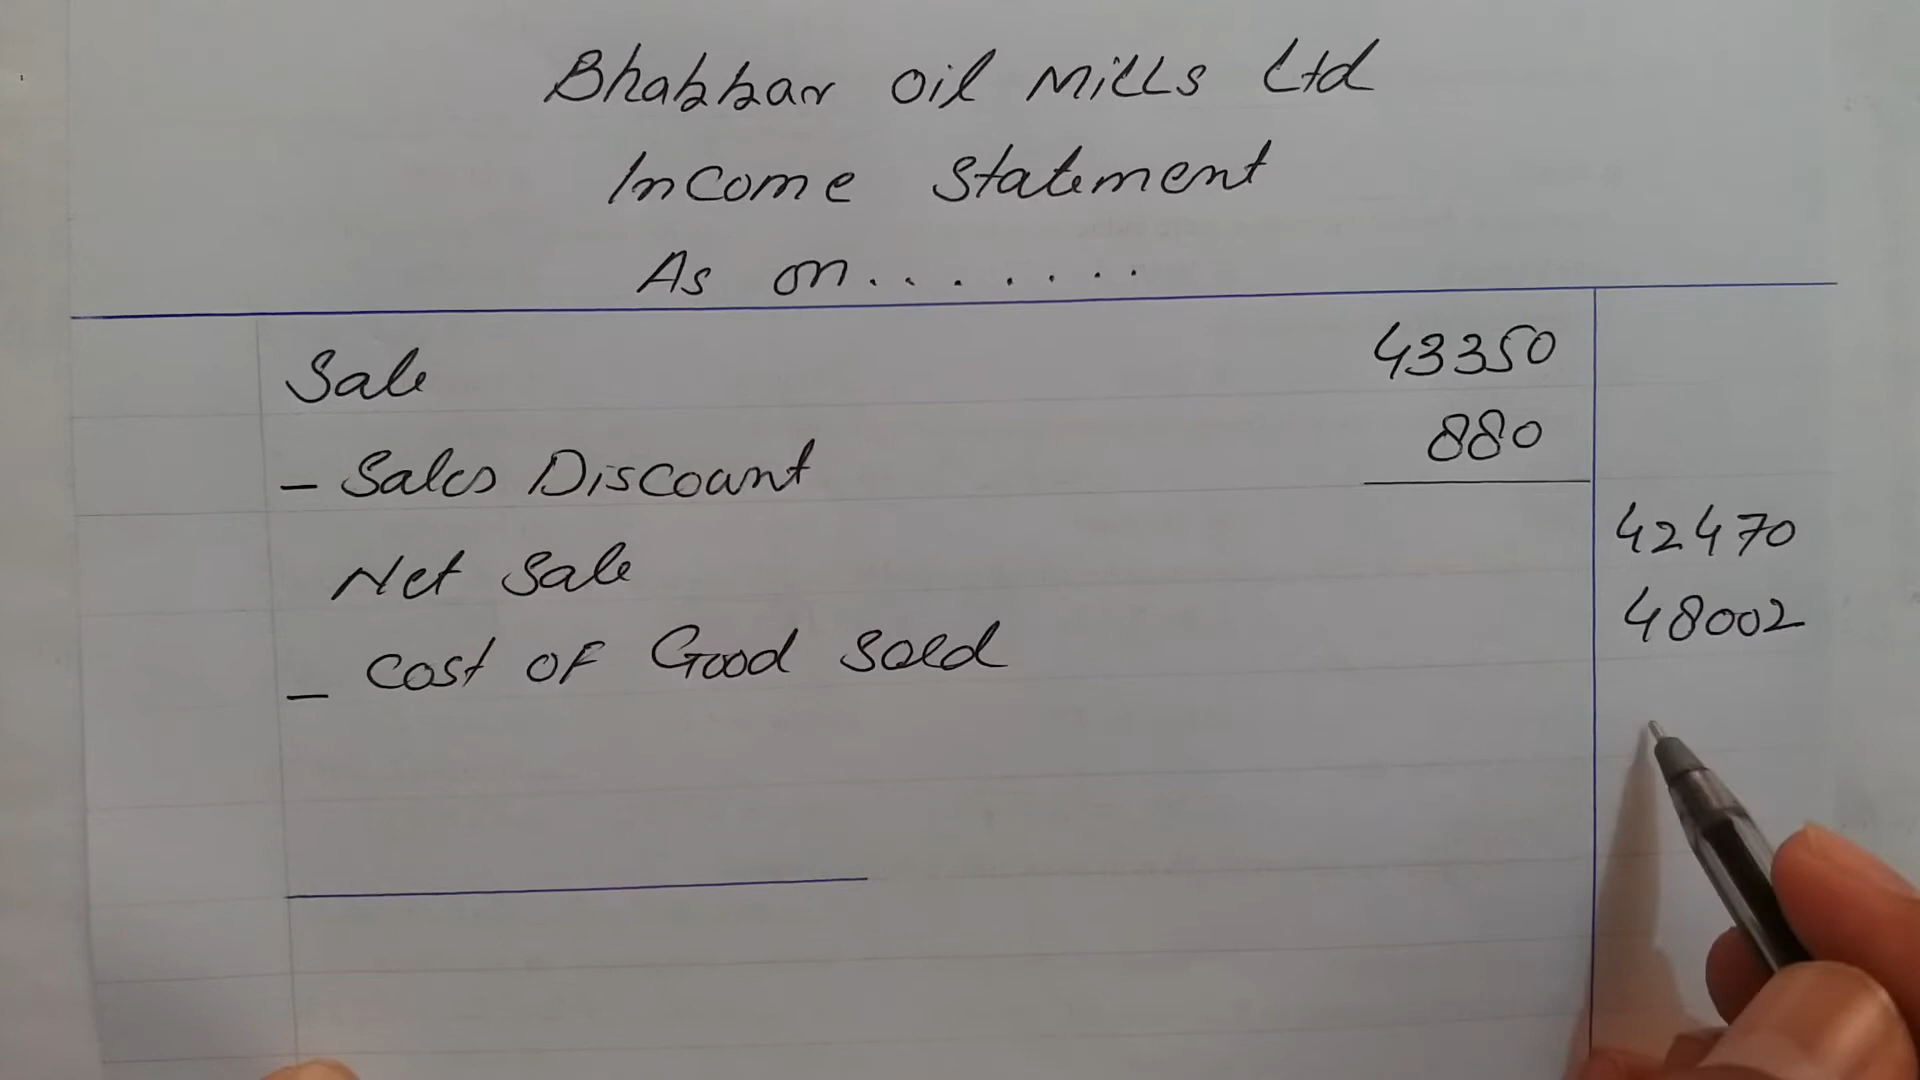 Bhakkar Oil Mills Ltd
Income Statement
As on........
Sale 43350
- Sales Discount 880
Net Sale 42470
- Cost of Good Sold 48002